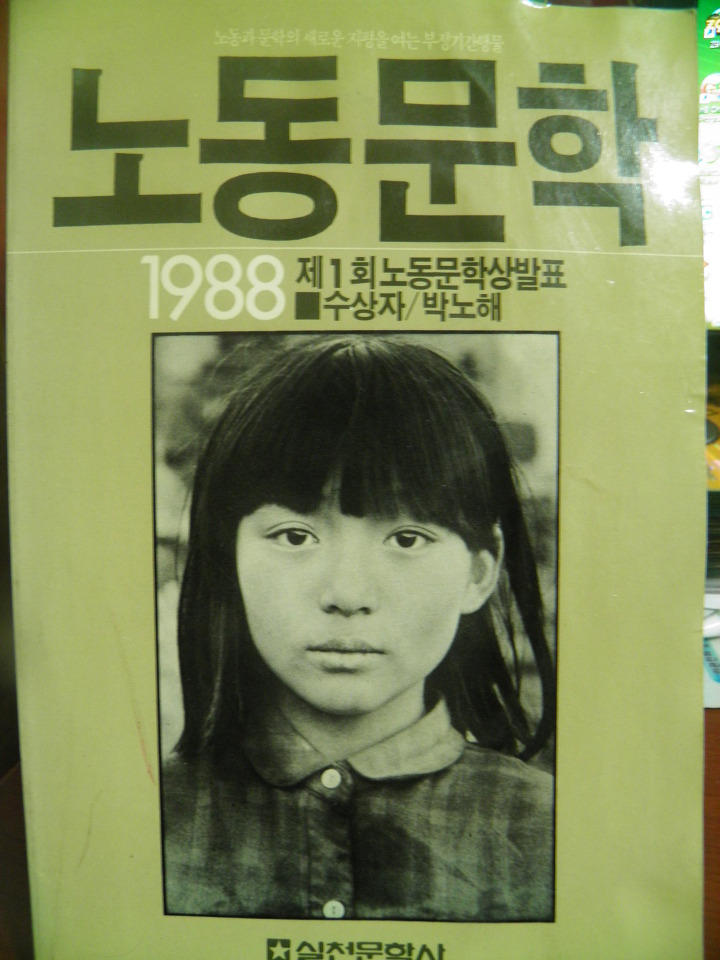 노동과 문학의 새로운 지평을 여는 부정기간행물
노동문학
1988
제1회노동문학상발표
■수상자/박노해
실천문학사